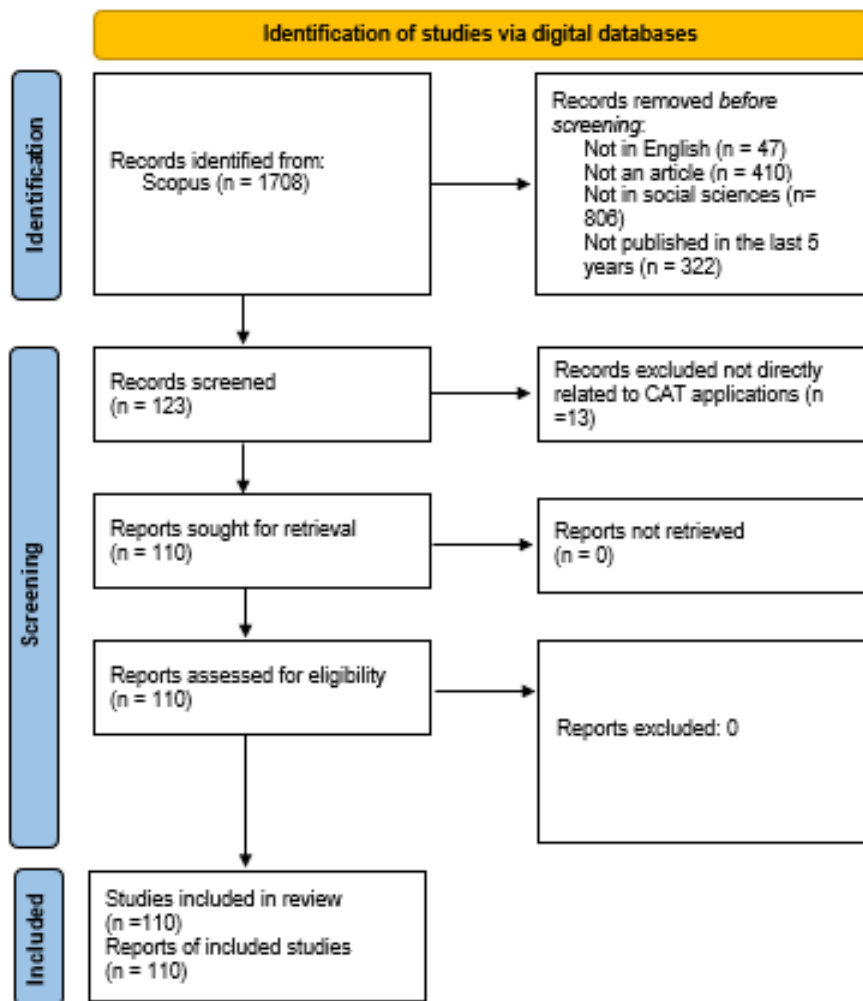 Identification of studies via digital databases
Identification
Records identified from:
Scopus (n = 1708)
Records removed before
screening:
Not in English (n = 47)
Not an article (n = 410)
Not in social sciences (n=
806)
Not published in the last 5
years (n = 322)
Screening
Records screened
(n = 123)
Records excluded not directly
related to CAT applications (n
=13)
Reports sought for retrieval
(n = 110)
Reports not retrieved
(n = 0)
Reports assessed for eligibility
(n = 110)
Reports excluded: 0
Included
Studies included in review
(n =110)
Reports of included studies
(n = 110)